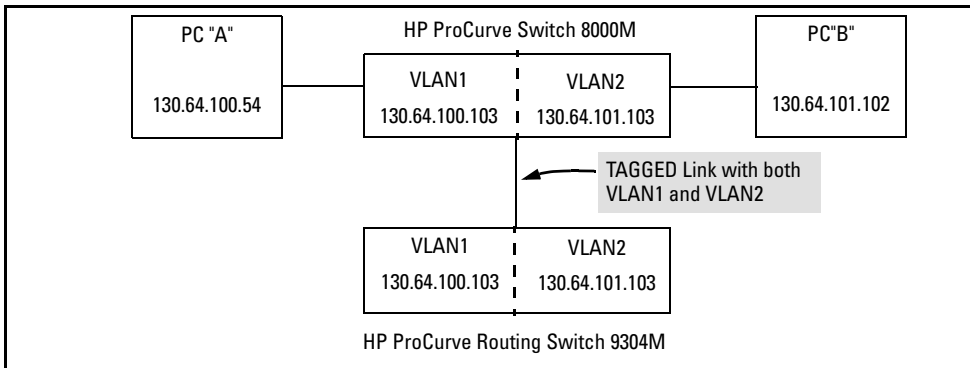 PC "A"
HP ProCurve Switch 8000M
PC"B"
VLAN1
VLAN2
130.64.100.54
130.64.100.103
130.64.101.103
130.64.101.102
TAGGED Link with both
VLAN1 and VLAN2
VLAN1
VLAN2
130.64.100.103
130.64.101.103
HP ProCurve Routing Switch 9304M